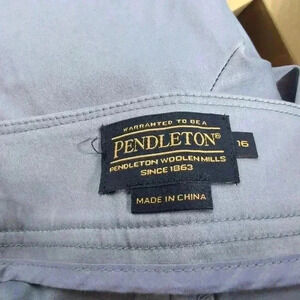 WARRANTED TO BE A
PENDLETON®
PENDLETON WOOLEN MILLS
SINCE 1863
16
MADE IN CHINA